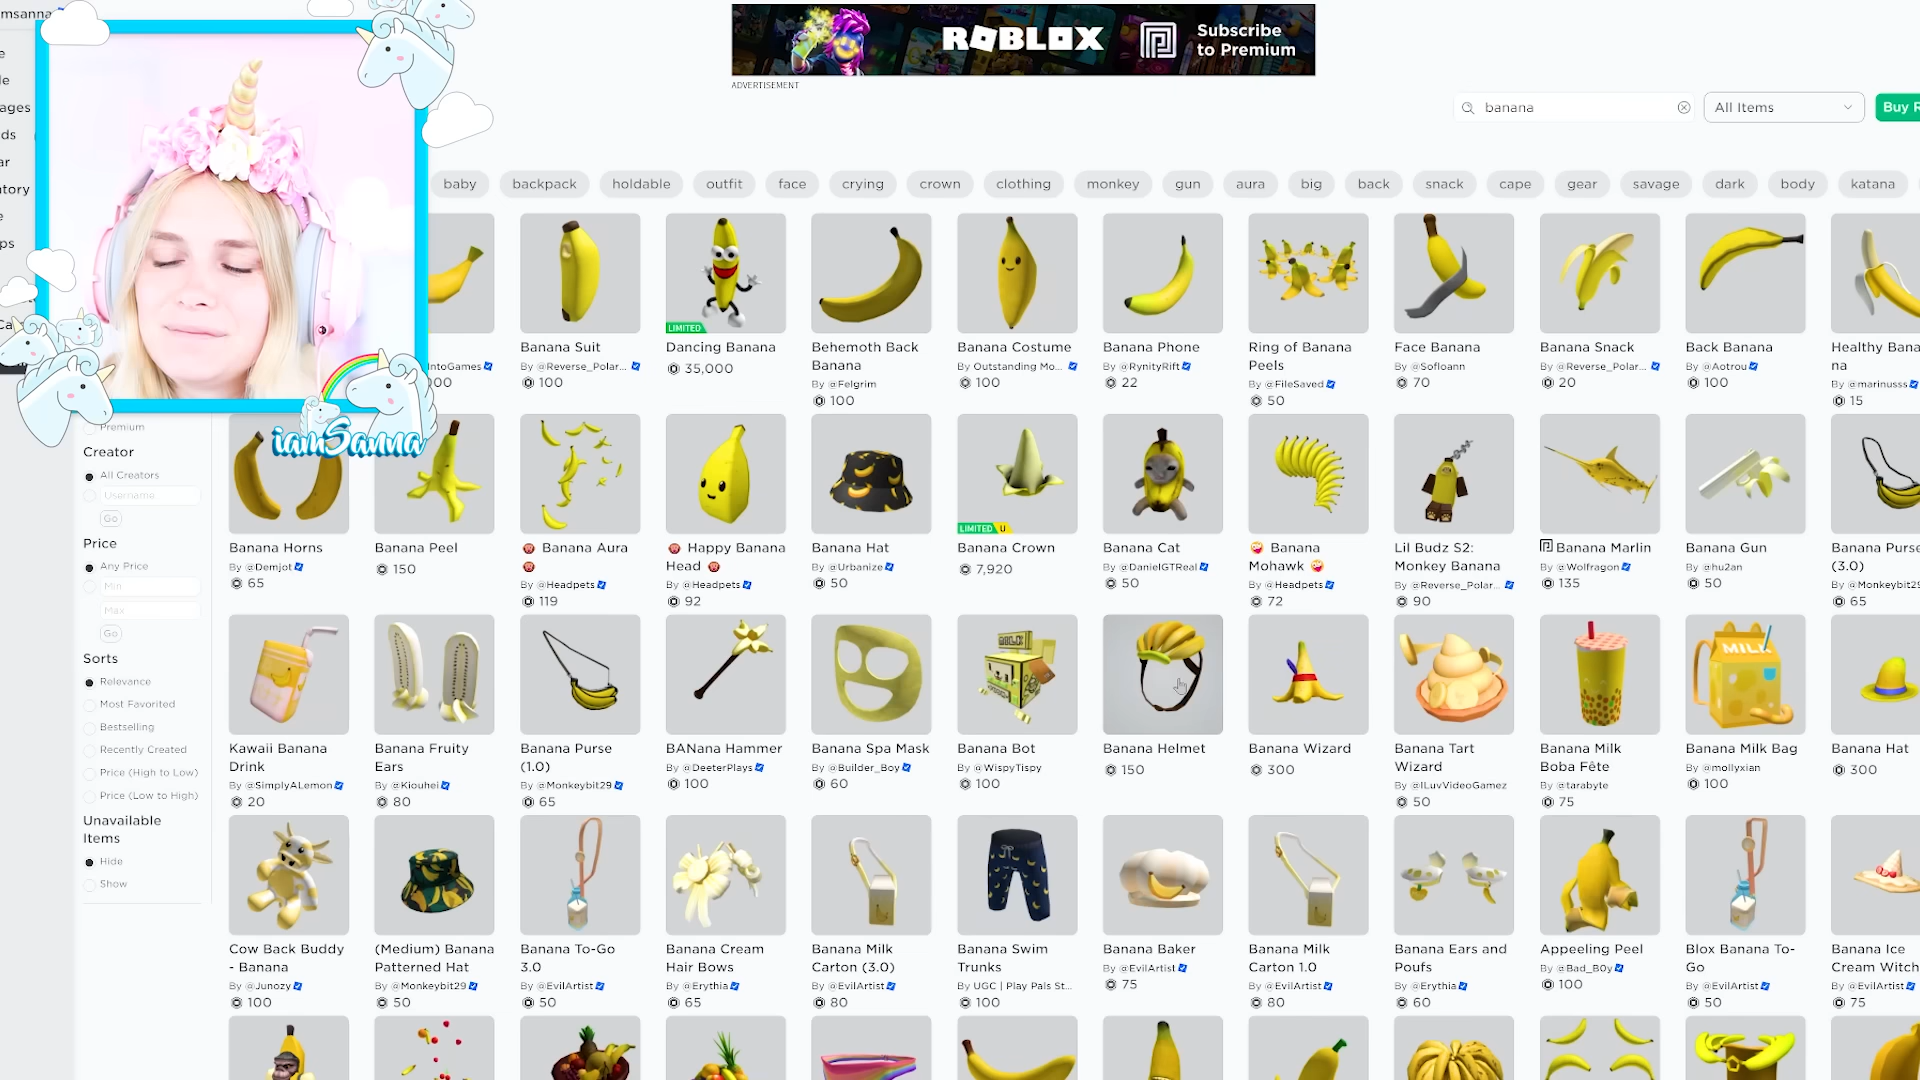 msanna
ROBLOX
Subscribe
to Premium
ADVERTISEMENT
banana
All Items
Buy R
baby
backpack
holdable
outfit
face
crying
crown
clothing
monkey
gun
aura
big
back
snack
cape
gear
savage
dark
body
katana
e
le
ages
ds
ar
ntory
e
ps
Ca
iamSanna
Premium
Creator
All Creators
Username
Go
Price
Any Price
Min
Max
Go
Sorts
Relevance
Most Favorited
Bestselling
Recently Created
Price (High to Low)
Price (Low to High)
Unavailable
Items
Hide
Show
IntoGames
000
Banana Suit
By @Reverse_Polar...
100
LIMITED
Dancing Banana
35,000
Behemoth Back
Banana
By @Felgrim
100
Banana Costume
By Outstanding Mo...
100
Banana Phone
By @RynityRift
22
Ring of Banana
Peels
By @FileSaved
50
Face Banana
By @Sofloann
70
Banana Snack
By @Reverse_Polar...
20
Back Banana
By @Aotrou
100
Healthy Bana
na
By @marinusss
15
Banana Horns
By @Demjot
65
Banana Peel
150
Banana Aura
By @Headpets
119
Happy Banana
Head
By @Headpets
92
Banana Hat
By @Urbanize
50
LIMITED U
Banana Crown
7,920
Banana Cat
By @DanielGTReal
50
Banana
Mohawk
By @Headpets
72
Lil Budz S2:
Monkey Banana
By @Reverse_Polar...
90
Banana Marlin
By @Wolfragon
135
Banana Gun
By @hu2an
50
Banana Purse
(3.0)
By @Monkeybit29
65
Kawaii Banana
Drink
By @SimplyALemon
20
Banana Fruity
Ears
By @Kiouhei
80
Banana Purse
(1.0)
By @Monkeybit29
65
BANana Hammer
By @DeeterPlays
100
Banana Spa Mask
By @Builder_Boy
60
MILK
Banana Bot
By @WispyTispy
100
Banana Helmet
150
Banana Wizard
300
Banana Tart
Wizard
By @ILuvVideoGamez
50
Banana Milk
Boba Fête
By @tarabyte
75
MILK
Banana Milk Bag
By @mollyxian
100
Banana Hat
300
Cow Back Buddy
- Banana
By @Junozy
100
(Medium) Banana
Patterned Hat
By @Monkeybit29
50
Banana To-Go
3.0
By @EvilArtist
50
Banana Cream
Hair Bows
By @Erythia
65
Banana Milk
Carton (3.0)
By @EvilArtist
80
Banana Swim
Trunks
By UGC | Play Pals St...
100
Banana Baker
By @EvilArtist
75
Banana Milk
Carton 1.0
By @EvilArtist
80
Banana Ears and
Poufs
By @Erythia
60
Appeeling Peel
By @Bad_B0y
100
Blox Banana To-
Go
By @EvilArtist
50
Banana Ice
Cream Witch
By @EvilArtist
75